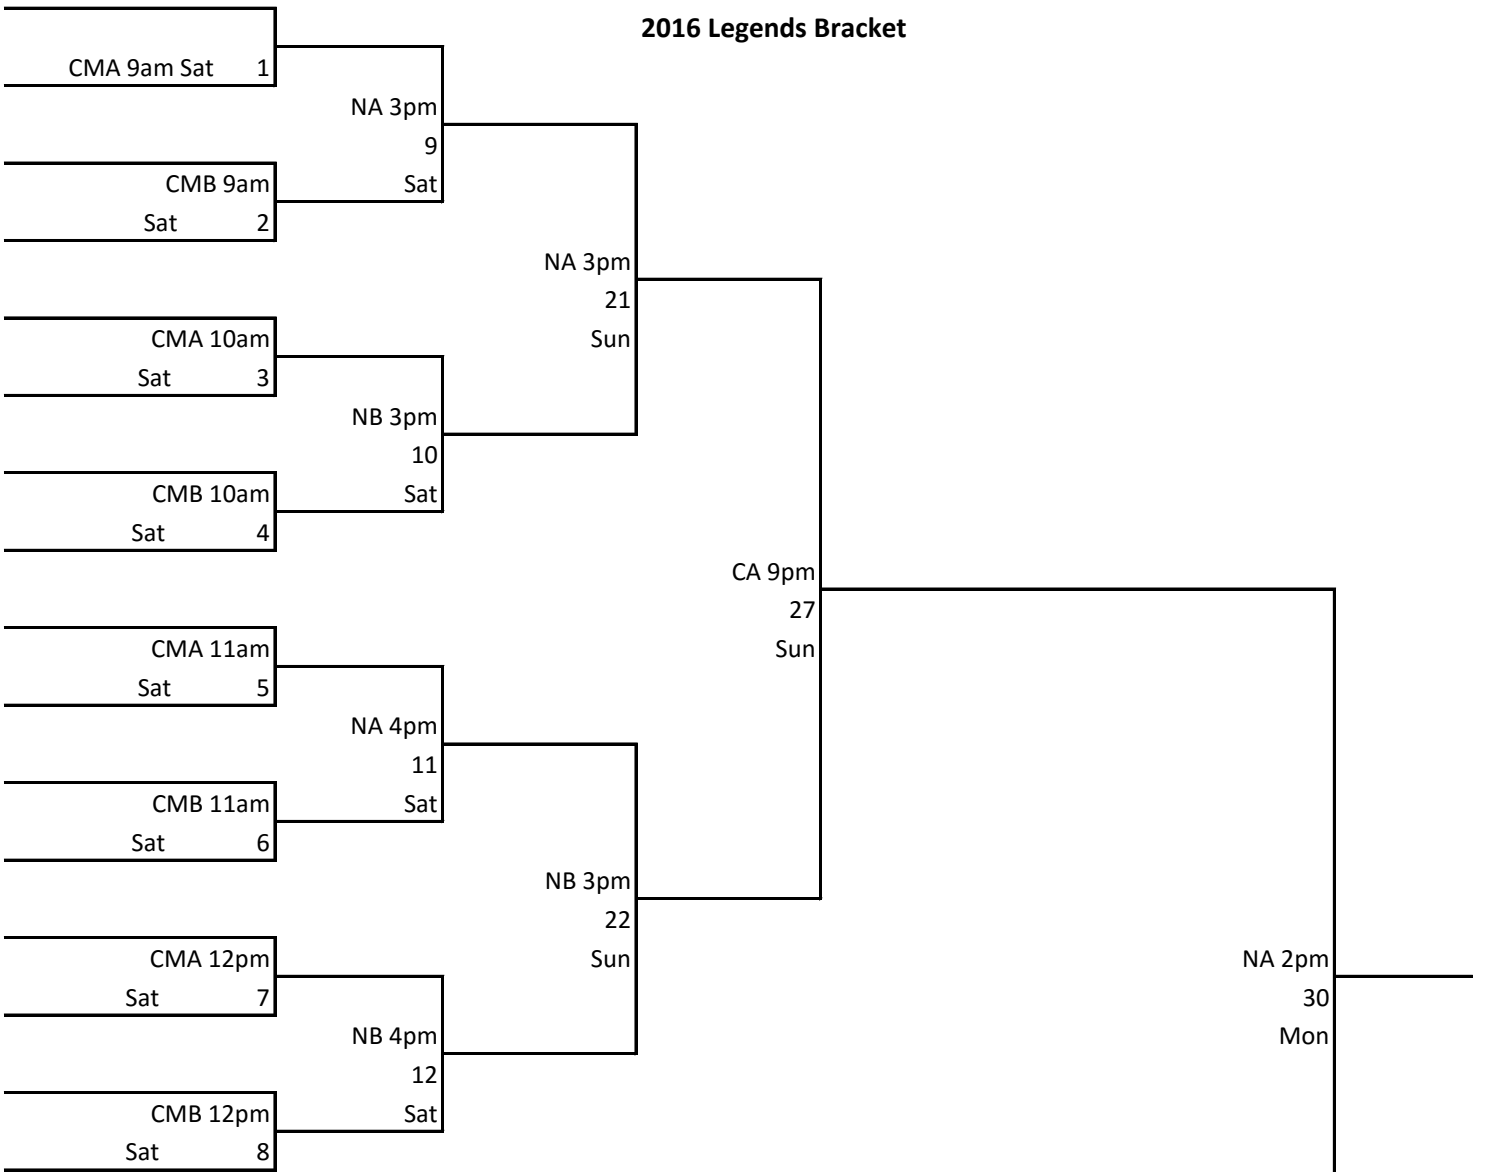 2016 Legends Bracket
CMA 9am Sat 1
NA 3pm
9
CMB 9am
Sat
Sat 2
NA 3pm
21
CMA 10am
Sun
Sat 3
NB 3pm
10
CMB 10am
Sat
Sat 4
CA 9pm
27
CMA 11am
Sun
Sat 5
NA 4pm
11
CMB 11am
Sat
Sat 6
NB 3pm
22
CMA 12pm
Sun
NA 2pm
Sat 7
30
NB 4pm
Mon
12
CMB 12pm
Sat
Sat 8